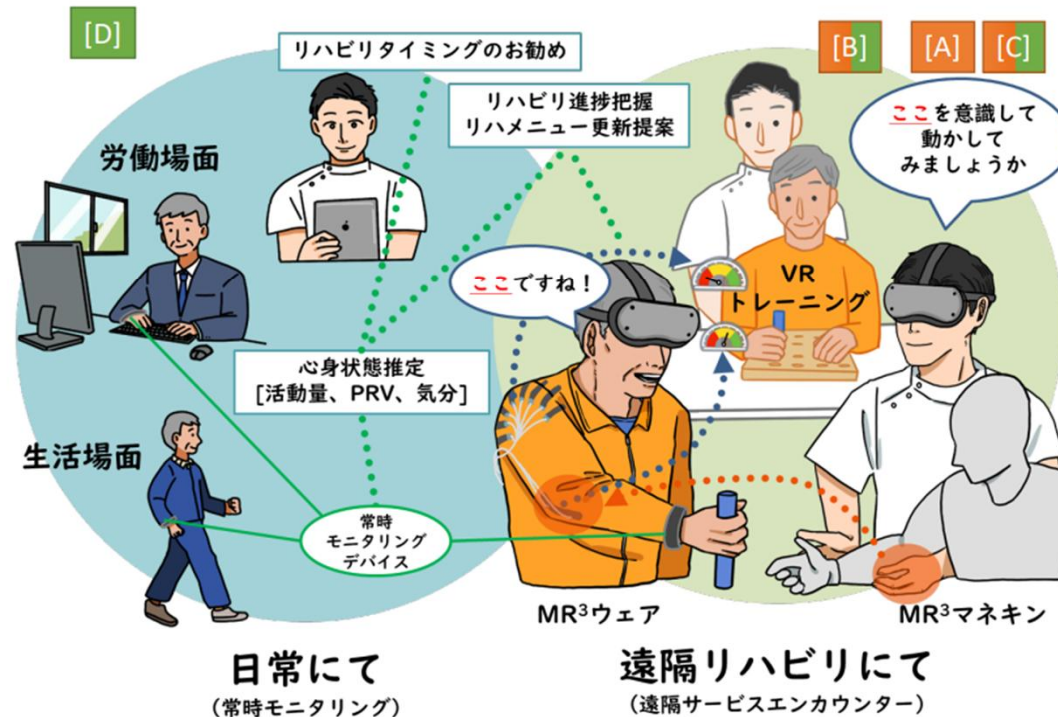 [D]
リハビリタイミングのお勧め
リハビリ進捗把握
リハメニュー更新提案
労働場面
心身状態推定
[活動量、PRV、気分]
生活場面
常時
モニタリング
デバイス
日常にて
(常時モニタリング)
[B]
[A]
[C]
ここを意識して
動かして
みましょうか
ここですね!
VR
トレーニング
MR³ウェア
MR³マネキン
遠隔リハビリにて
(遠隔サービスエンカウンター)